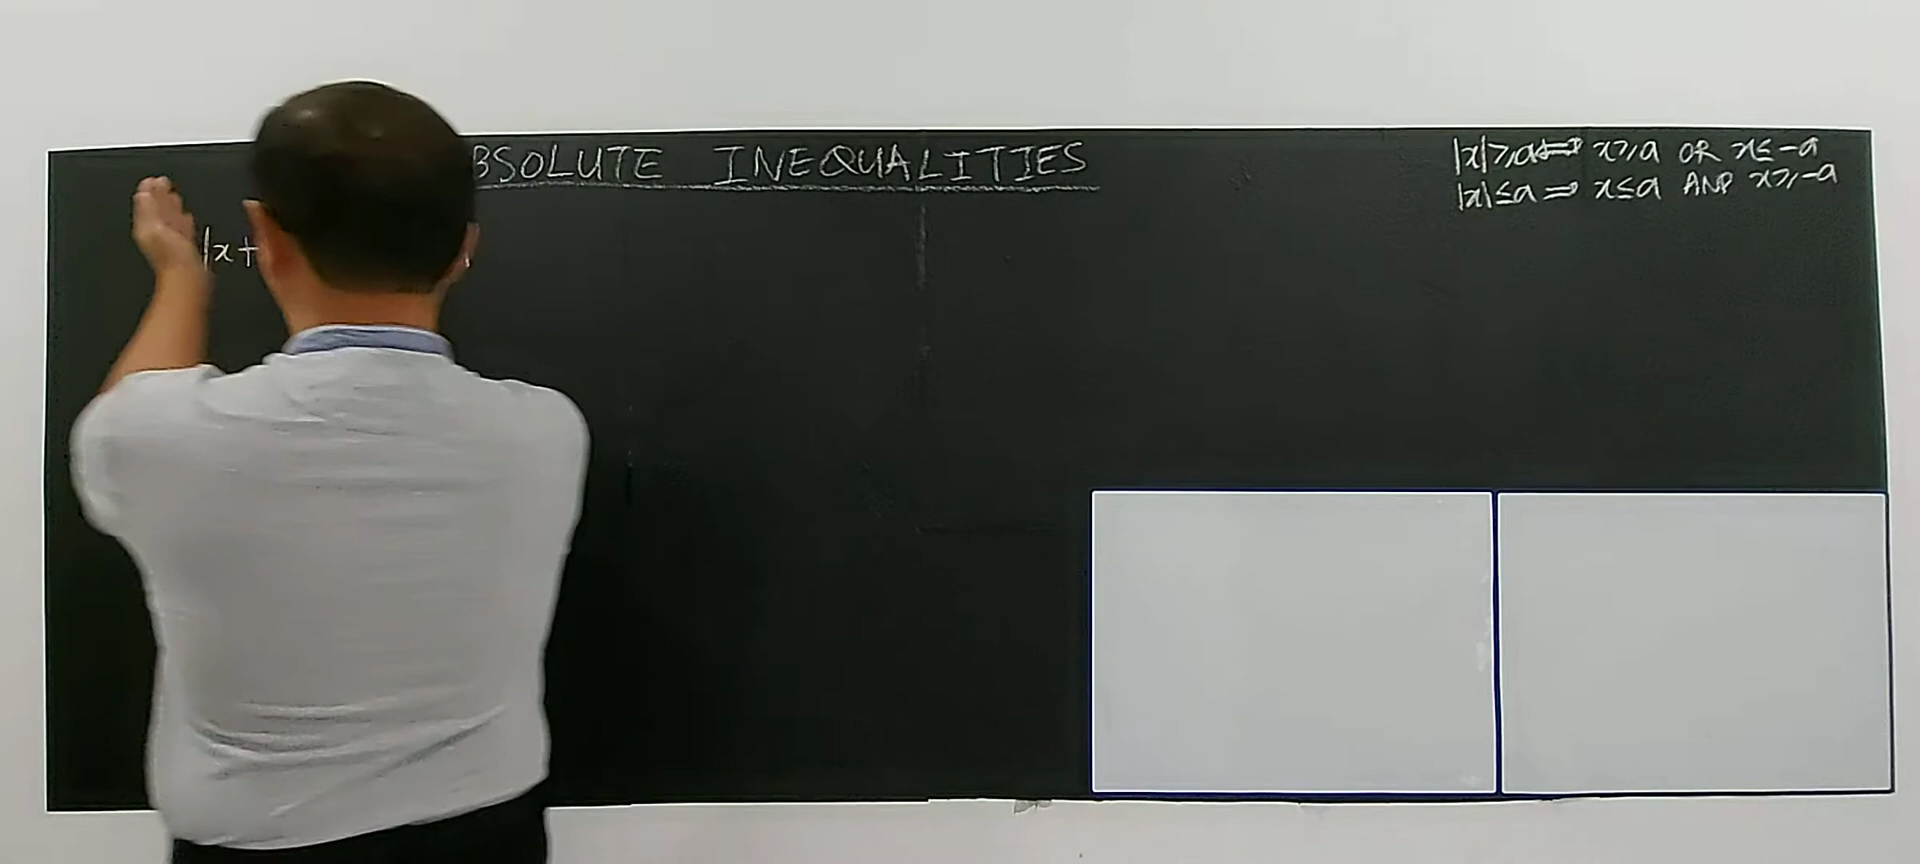 BSOLUTE INEQUALITIES
|x|⩾a⟹ x⩾a OR x≤-a
|x|≤a⟹ x≤a AND x⩾-a
|x+